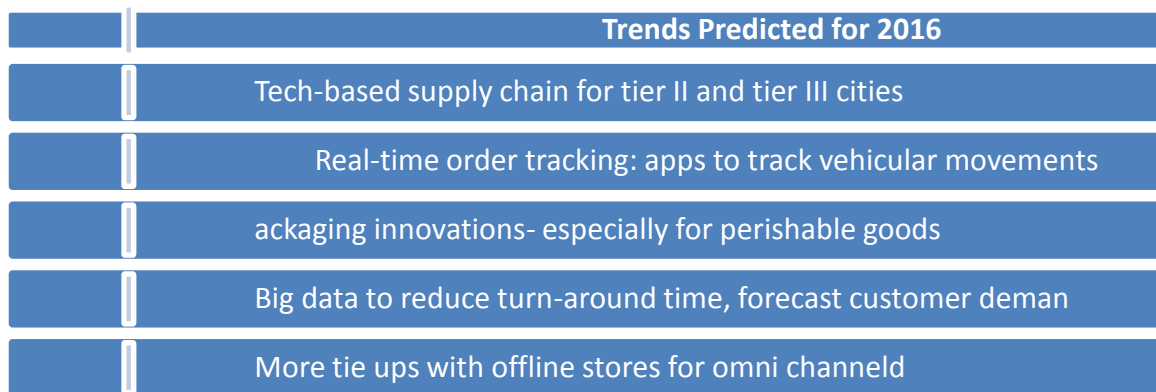 Trends Predicted for 2016
Tech-based supply chain for tier II and tier III cities
Real-time order tracking: apps to track vehicular movements
ackaging innovations- especially for perishable goods
Big data to reduce turn-around time, forecast customer deman
More tie ups with offline stores for omni channeld